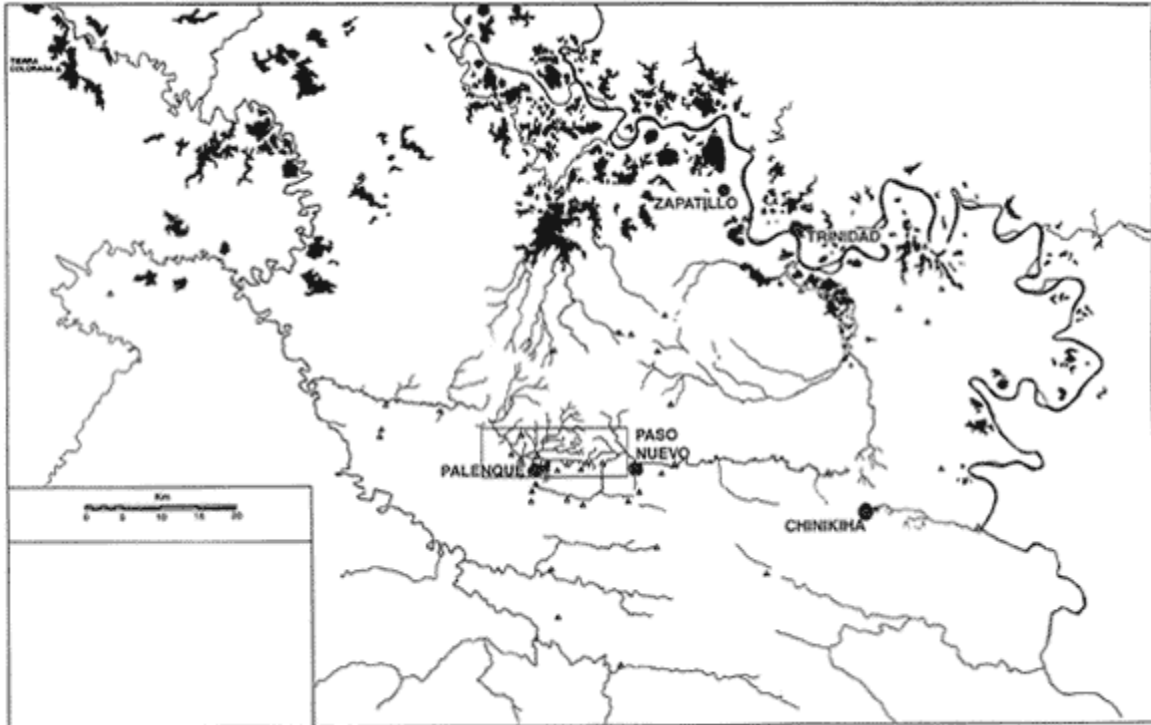 TIERRA
COLORADA
ZAPATILLO
TRINIDAD
PASO
NUEVO
PALENQUE
CHINIKIHA
Km
0 5 10 15 20